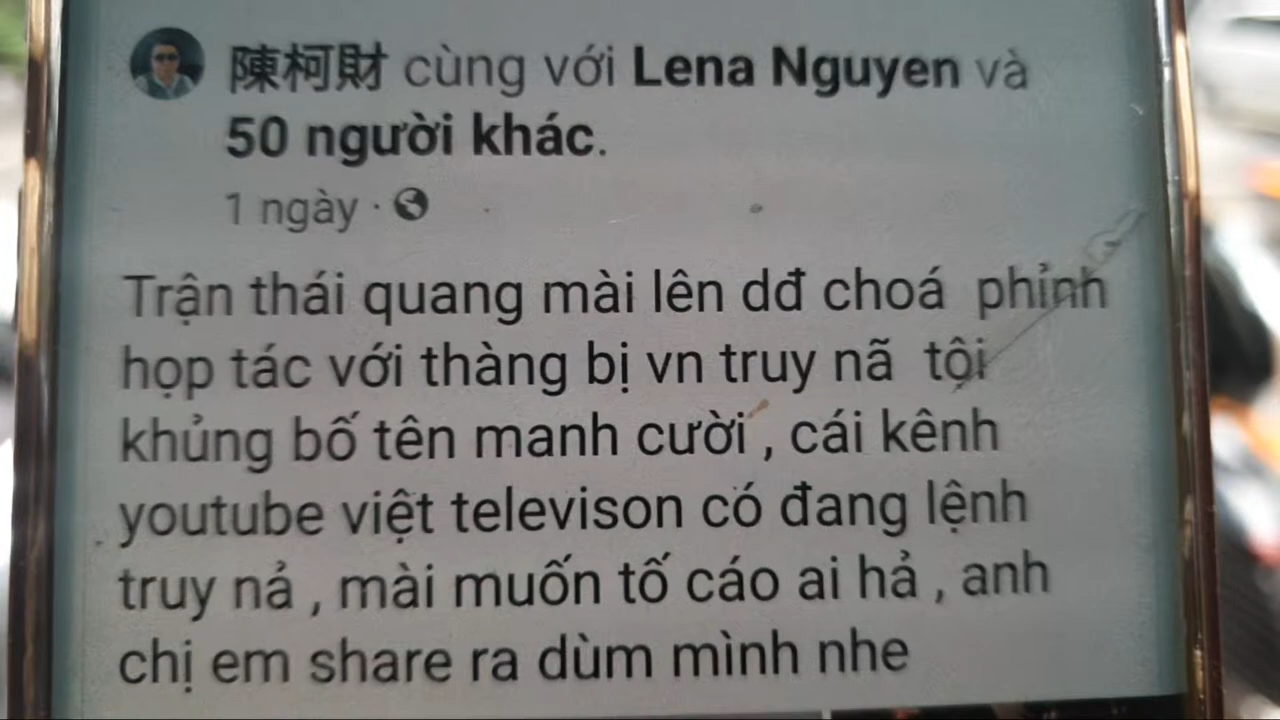 陳柯財 cùng với Lena Nguyen và
50 người khác.
1 ngày ·
Trận thái quang mài lên dđ choá phỉnh
họp tác với thàng bị vn truy nã tội
khủng bố tên manh cười , cái kênh
youtube việt televison có đang lệnh
truy nả , mài muốn tố cáo ai hả , anh
chị em share ra dùm mình nhe